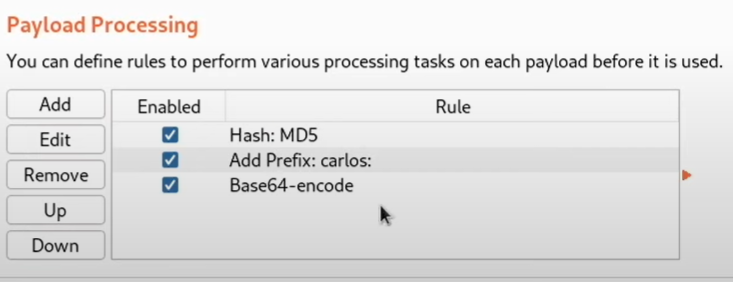 Payload Processing
You can define rules to perform various processing tasks on each payload before it is used.
Add
Enabled
Rule
Edit
Hash: MD5
Add Prefix: carlos:
Remove
Base64-encode
Up
Down